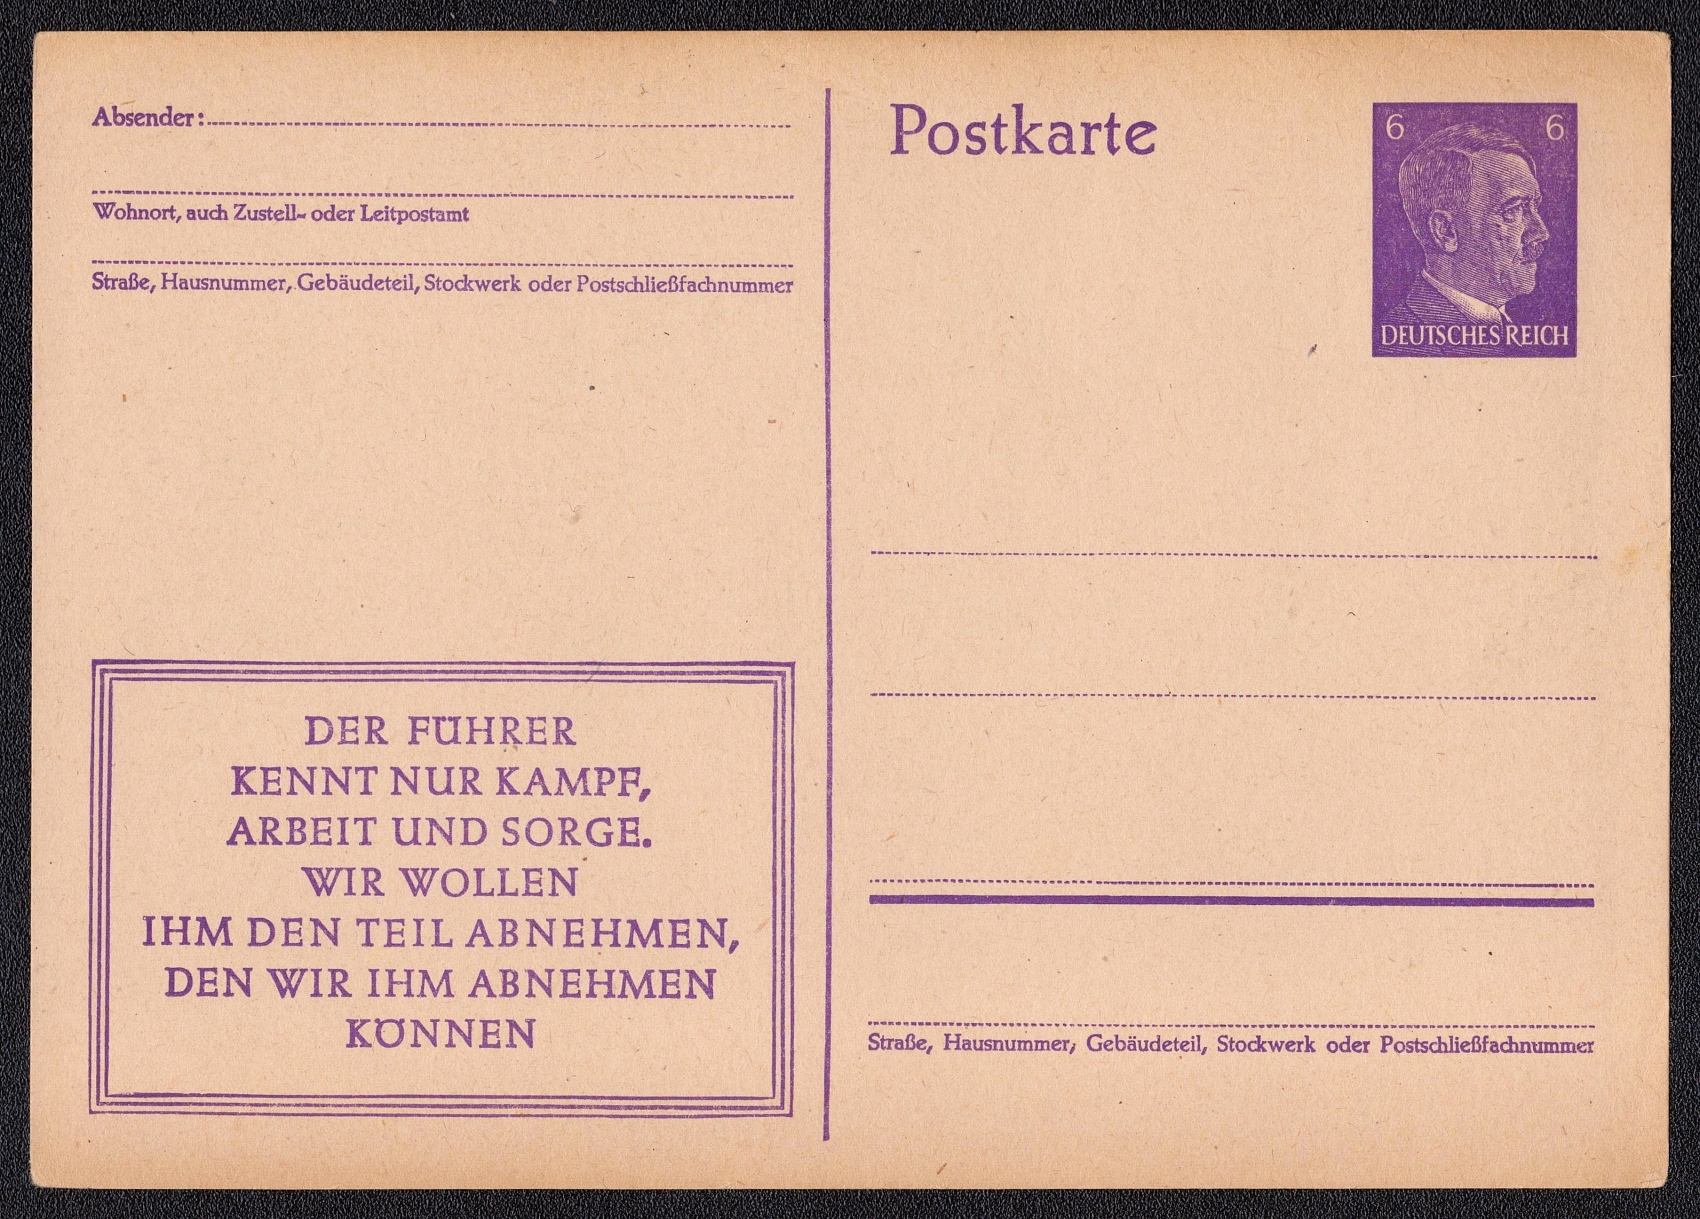 Absender:
Wohnort, auch Zustell- oder Leitpostamt
Straße, Hausnummer, Gebäudeteil, Stockwerk oder Postschließfachnummer
DER FÜHRER
KENNT NUR KAMPF,
ARBEIT UND SORGE.
WIR WOLLEN
IHM DEN TEIL ABNEHMEN,
DEN WIR IHM ABNEHMEN
KÖNNEN
Postkarte
6 6
DEUTSCHES REICH
Straße, Hausnummer, Gebäudeteil, Stockwerk oder Postschließfachnummer